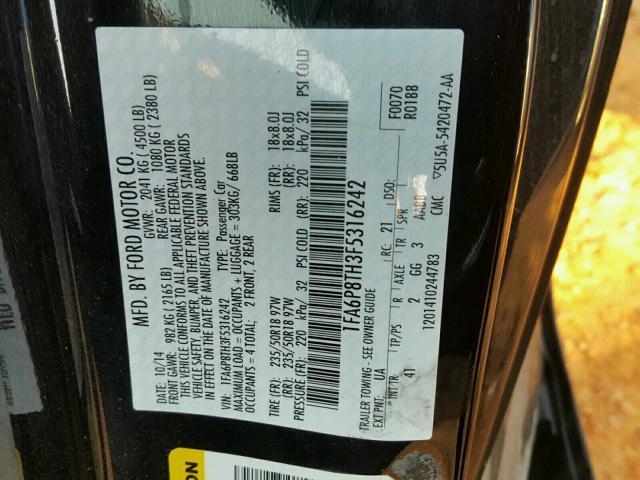 MFD. BY FORD MOTOR CO.
DATE: 10/14 GVWR: 2041 KG ( 4500 LB)
FRONT GAWR: 982 KG ( 2165 LB) REAR GAWR: 1080 KG ( 2380 LB)
THIS VEHICLE CONFORMS TO ALL APPLICABLE FEDERAL MOTOR
VEHICLE SAFETY, BUMPER, AND THEFT PREVENTION STANDARDS
IN EFFECT ON THE DATE OF MANUFACTURE SHOWN ABOVE.
VIN: 1FA6P8TH3F5316242 TYPE: Passenger Car
MAXIMUM LOAD = OCCUPANTS + LUGGAGE = 303KG/ 668LB
OCCUPANTS = 4 TOTAL; 2 FRONT, 2 REAR
TIRE (FR): 235/50R18 97W RIMS (FR): 18x8.0J
TIRE (RR): 235/50R18 97W RIMS (RR): 18x8.0J
PRESSURE (FR): 220 kPa/ 32 PSI COLD (RR): 220 kPa/ 32 PSI COLD
1FA6P8TH3F5316242
TRAILER TOWING- SEE OWNER GUIDE
F0070
R0188
EXT PNT: UA RC: 21 DSO:
INT TR TP/PS R AXLE TR SPR
41 2 GG 3 AABB
1201410244783 CMC
5U5A-5420472-AA
ON